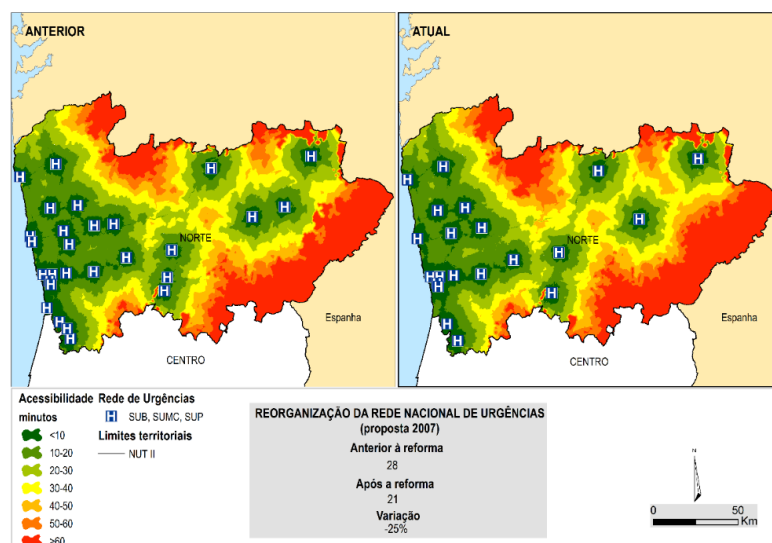 ANTERIOR
NORTE
Espanha
CENTRO
ATUAL
NORTE
Espanha
CENTRO
Acessibilidade
minutos
<10
10-20
20-30
30-40
40-50
50-60
>60
Rede de Urgências
H SUB, SUMC, SUP
Limites territoriais
NUT II
REORGANIZAÇÃO DA REDE NACIONAL DE URGÊNCIAS
(proposta 2007)
Anterior à reforma
28
Após a reforma
21
Variação
-25%
N
0 50
Km